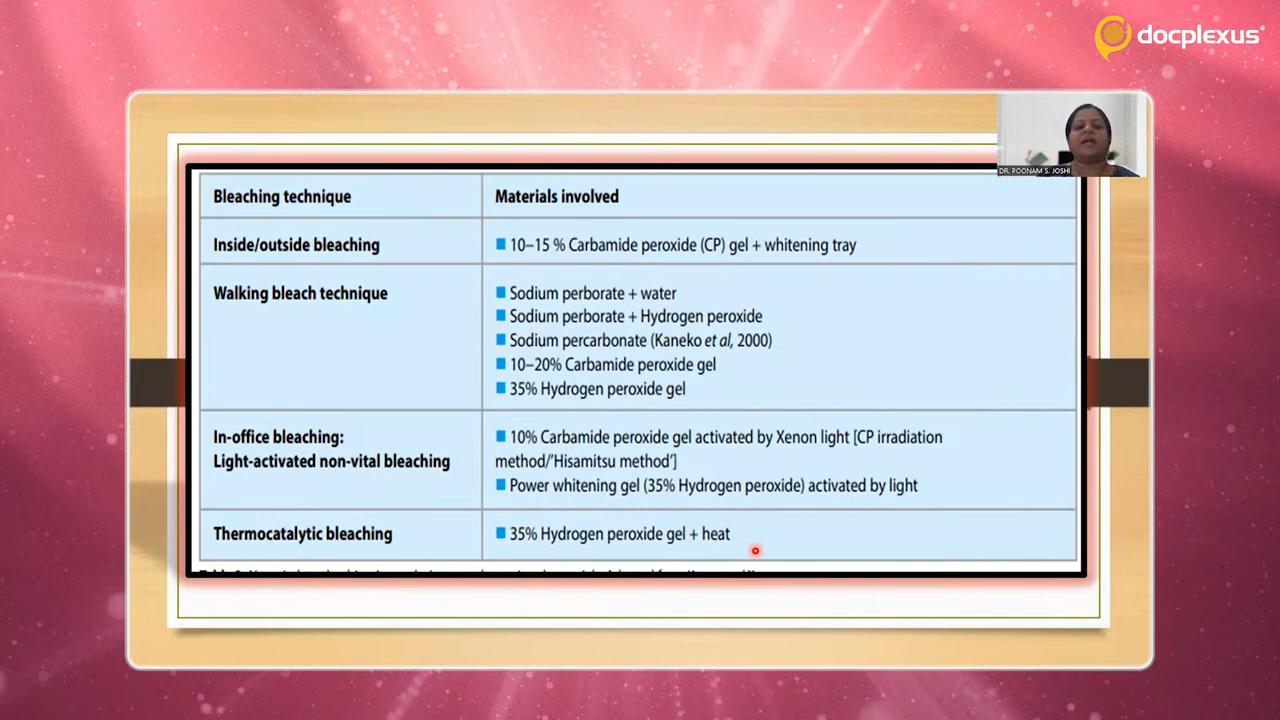 docplexus
DR. POONAM S. JOSHI
Bleaching technique
Materials involved
Inside/outside bleaching
10–15 % Carbamide peroxide (CP) gel + whitening tray
Walking bleach technique
Sodium perborate + water
Sodium perborate + Hydrogen peroxide
Sodium percarbonate (Kaneko et al, 2000)
10–20% Carbamide peroxide gel
35% Hydrogen peroxide gel
In-office bleaching:
Light-activated non-vital bleaching
10% Carbamide peroxide gel activated by Xenon light [CP irradiation
method/'Hisamitsu method']
Power whitening gel (35% Hydrogen peroxide) activated by light
Thermocatalytic bleaching
35% Hydrogen peroxide gel + heat